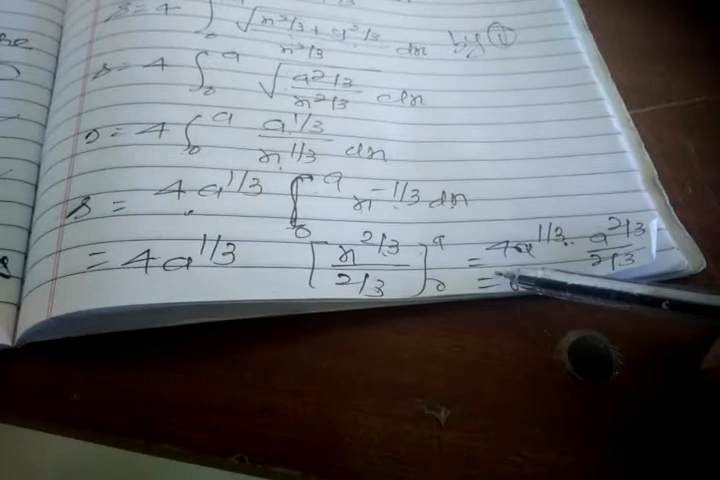 s = 4 ∫₀ √(x^2/3 + y^2/3 / x^2/3) dx by ①
s = 4 ∫₀^a √(a^2/3 / x^2/3) dx
s = 4 ∫₀^a a^1/3 / x^1/3 dx
s = 4a^1/3 ∫₀^a x^-1/3 dx
= 4a^1/3 [x^2/3 / 2/3]₀^a = 4a^1/3 · a^2/3 / 2/3
=